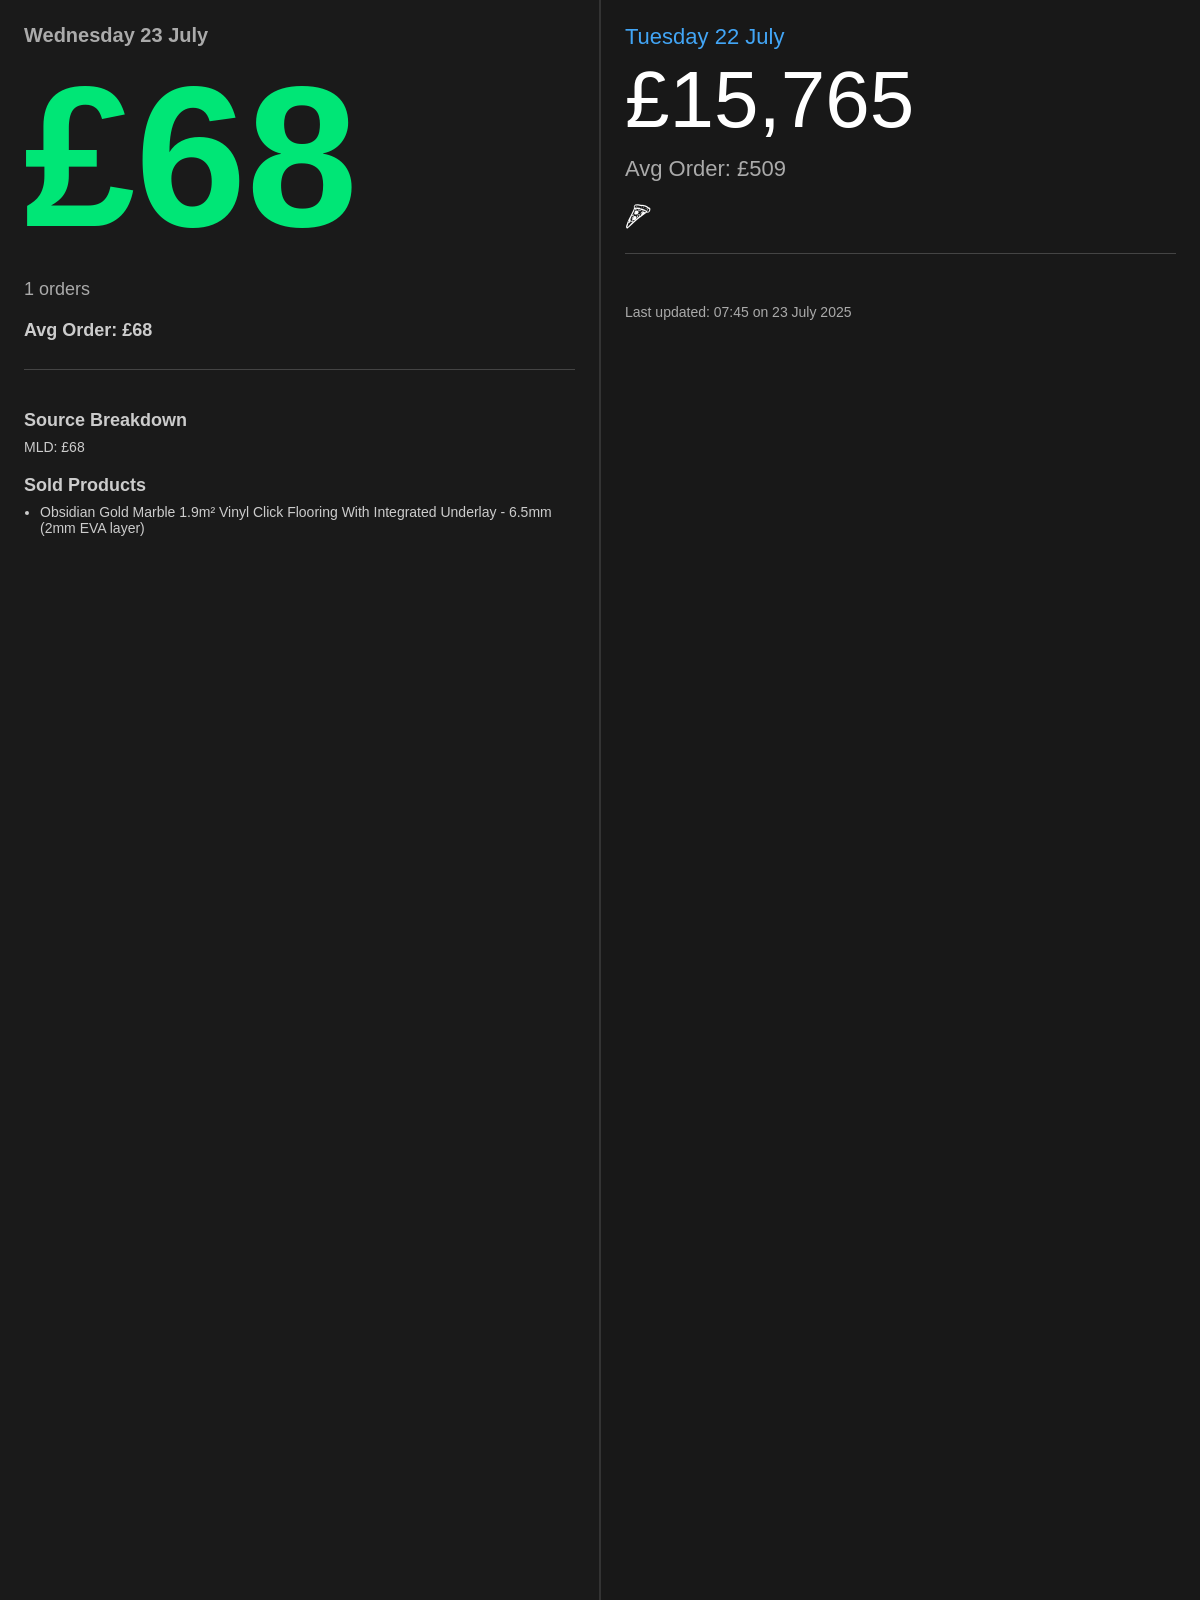 Wednesday 23 July
£68
1 orders
Avg Order: £68
Source Breakdown
MLD: £68
Sold Products
• Obsidian Gold Marble 1.9m² Vinyl Click Flooring With Integrated Underlay - 6.5mm
(2mm EVA layer)
Tuesday 22 July
£15,765
Avg Order: £509
🍕
Last updated: 07:45 on 23 July 2025